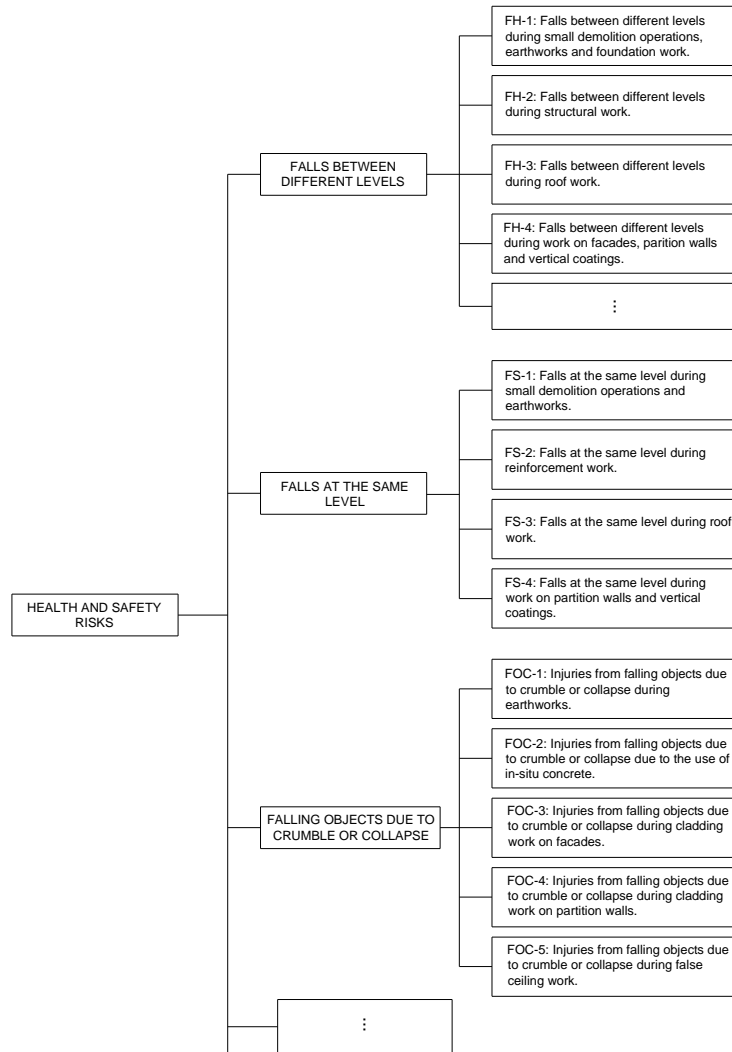 FH-1: Falls between different levels
during small demolition operations,
earthworks and foundation work.
FH-2: Falls between different levels
during structural work.
FALLS BETWEEN
DIFFERENT LEVELS
FH-3: Falls between different levels
during roof work.
FH-4: Falls between different levels
during work on facades, parition walls
and vertical coatings.
⋮
FS-1: Falls at the same level during
small demolition operations and
earthworks.
FS-2: Falls at the same level during
reinforcement work.
FALLS AT THE SAME
LEVEL
FS-3: Falls at the same level during roof
work.
FS-4: Falls at the same level during
work on partition walls and vertical
coatings.
HEALTH AND SAFETY
RISKS
FOC-1: Injuries from falling objects due
to crumble or collapse during
earthworks.
FOC-2: Injuries from falling objects due
to crumble or collapse due to the use of
in-situ concrete.
FALLING OBJECTS DUE TO
CRUMBLE OR COLLAPSE
FOC-3: Injuries from falling objects due
to crumble or collapse during cladding
work on facades.
FOC-4: Injuries from falling objects due
to crumble or collapse during cladding
work on partition walls.
FOC-5: Injuries from falling objects due
to crumble or collapse during false
ceiling work.
⋮